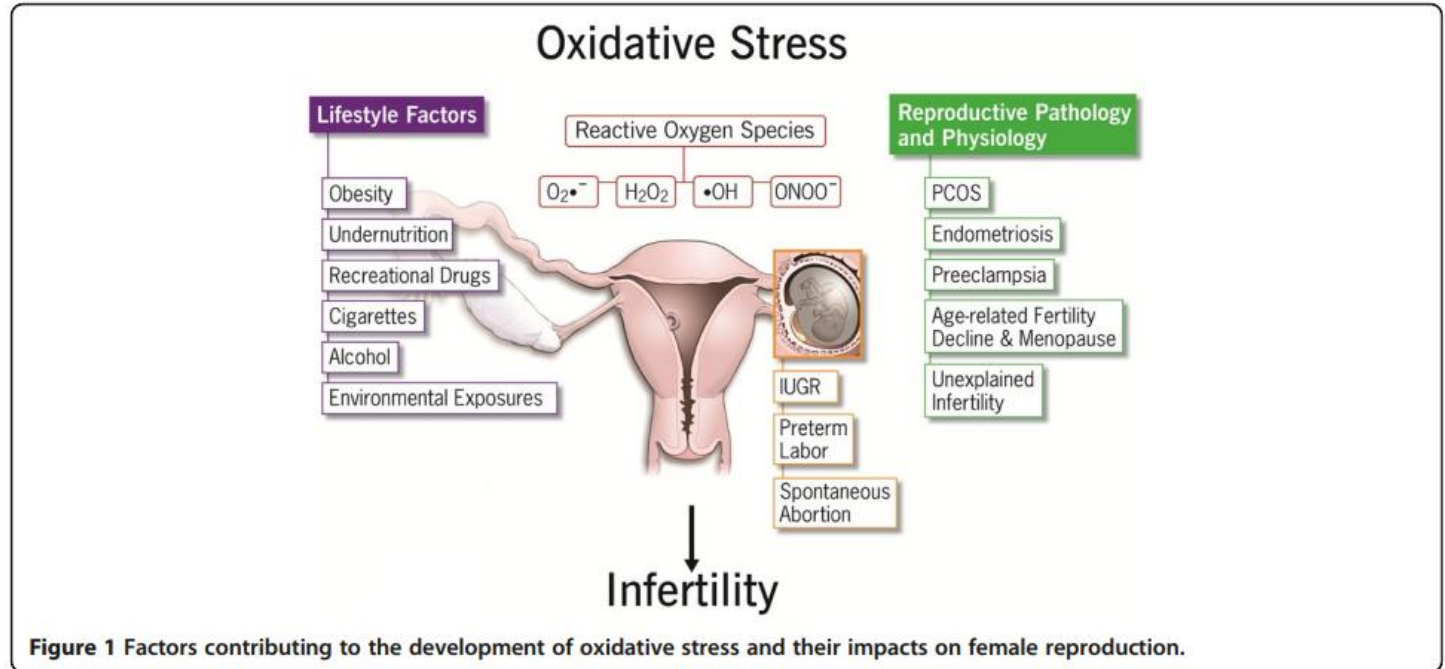 Oxidative Stress
Lifestyle Factors
Obesity
Undernutrition
Recreational Drugs
Cigarettes
Alcohol
Environmental Exposures
Reactive Oxygen Species
O₂•⁻
H₂O₂
•OH
ONOO⁻
IUGR
Preterm
Labor
Spontaneous
Abortion
Reproductive Pathology
and Physiology
PCOS
Endometriosis
Preeclampsia
Age-related Fertility
Decline & Menopause
Unexplained
Infertility
Infertility
Figure 1 Factors contributing to the development of oxidative stress and their impacts on female reproduction.